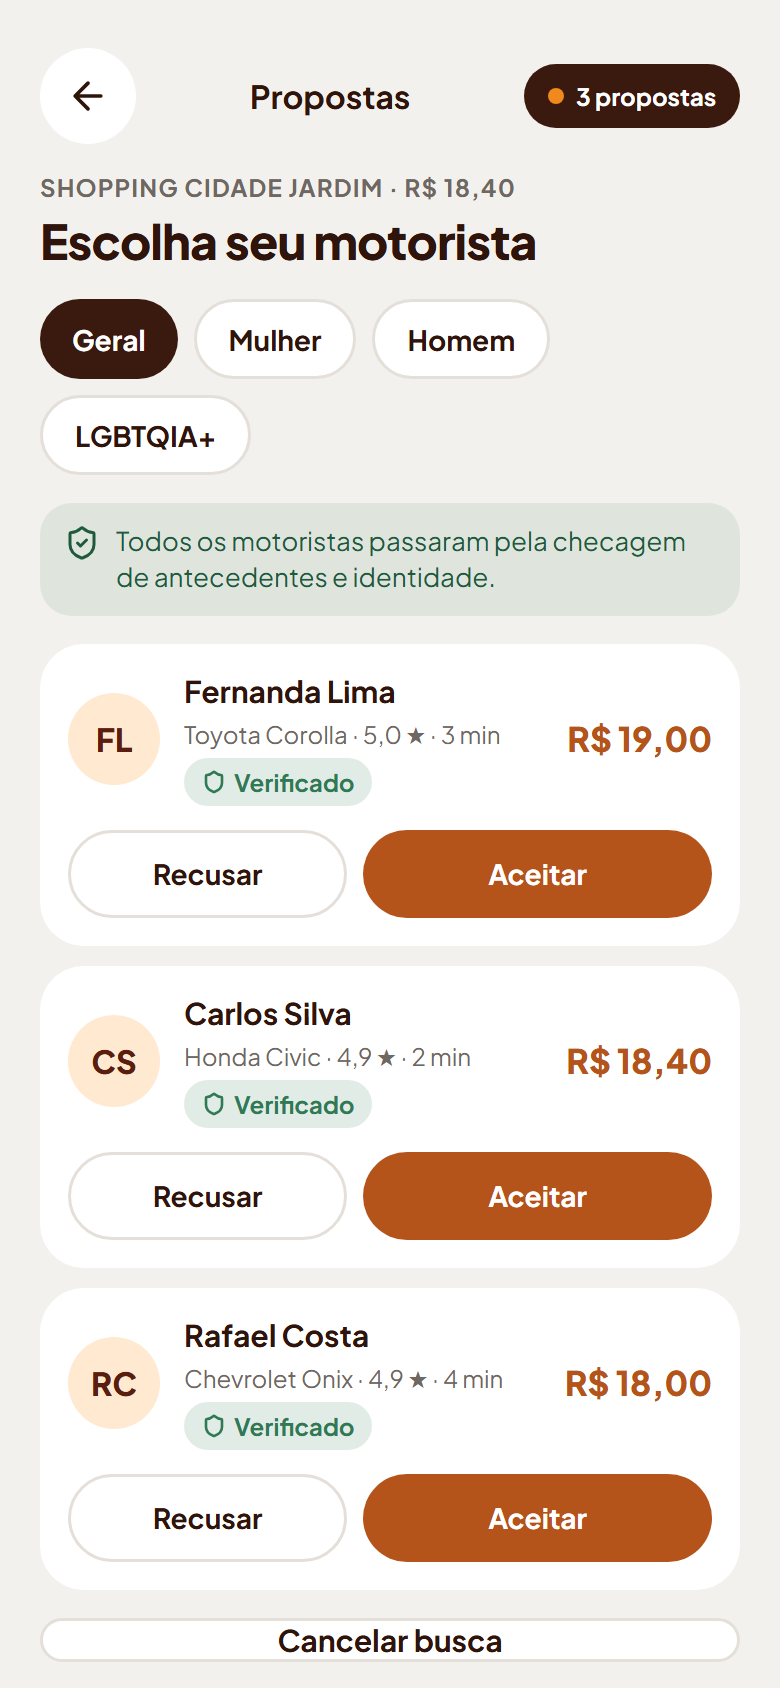 Propostas
3 propostas
SHOPPING CIDADE JARDIM · R$ 18,40
Escolha seu motorista
Geral
Mulher
Homem
LGBTQIA+
Todos os motoristas passaram pela checagem
de antecedentes e identidade.
FL
Fernanda Lima
Toyota Corolla · 5,0 ★ · 3 min
Verificado
R$ 19,00
Recusar
Aceitar
CS
Carlos Silva
Honda Civic · 4,9 ★ · 2 min
Verificado
R$ 18,40
Recusar
Aceitar
RC
Rafael Costa
Chevrolet Onix · 4,9 ★ · 4 min
Verificado
R$ 18,00
Recusar
Aceitar
Cancelar busca